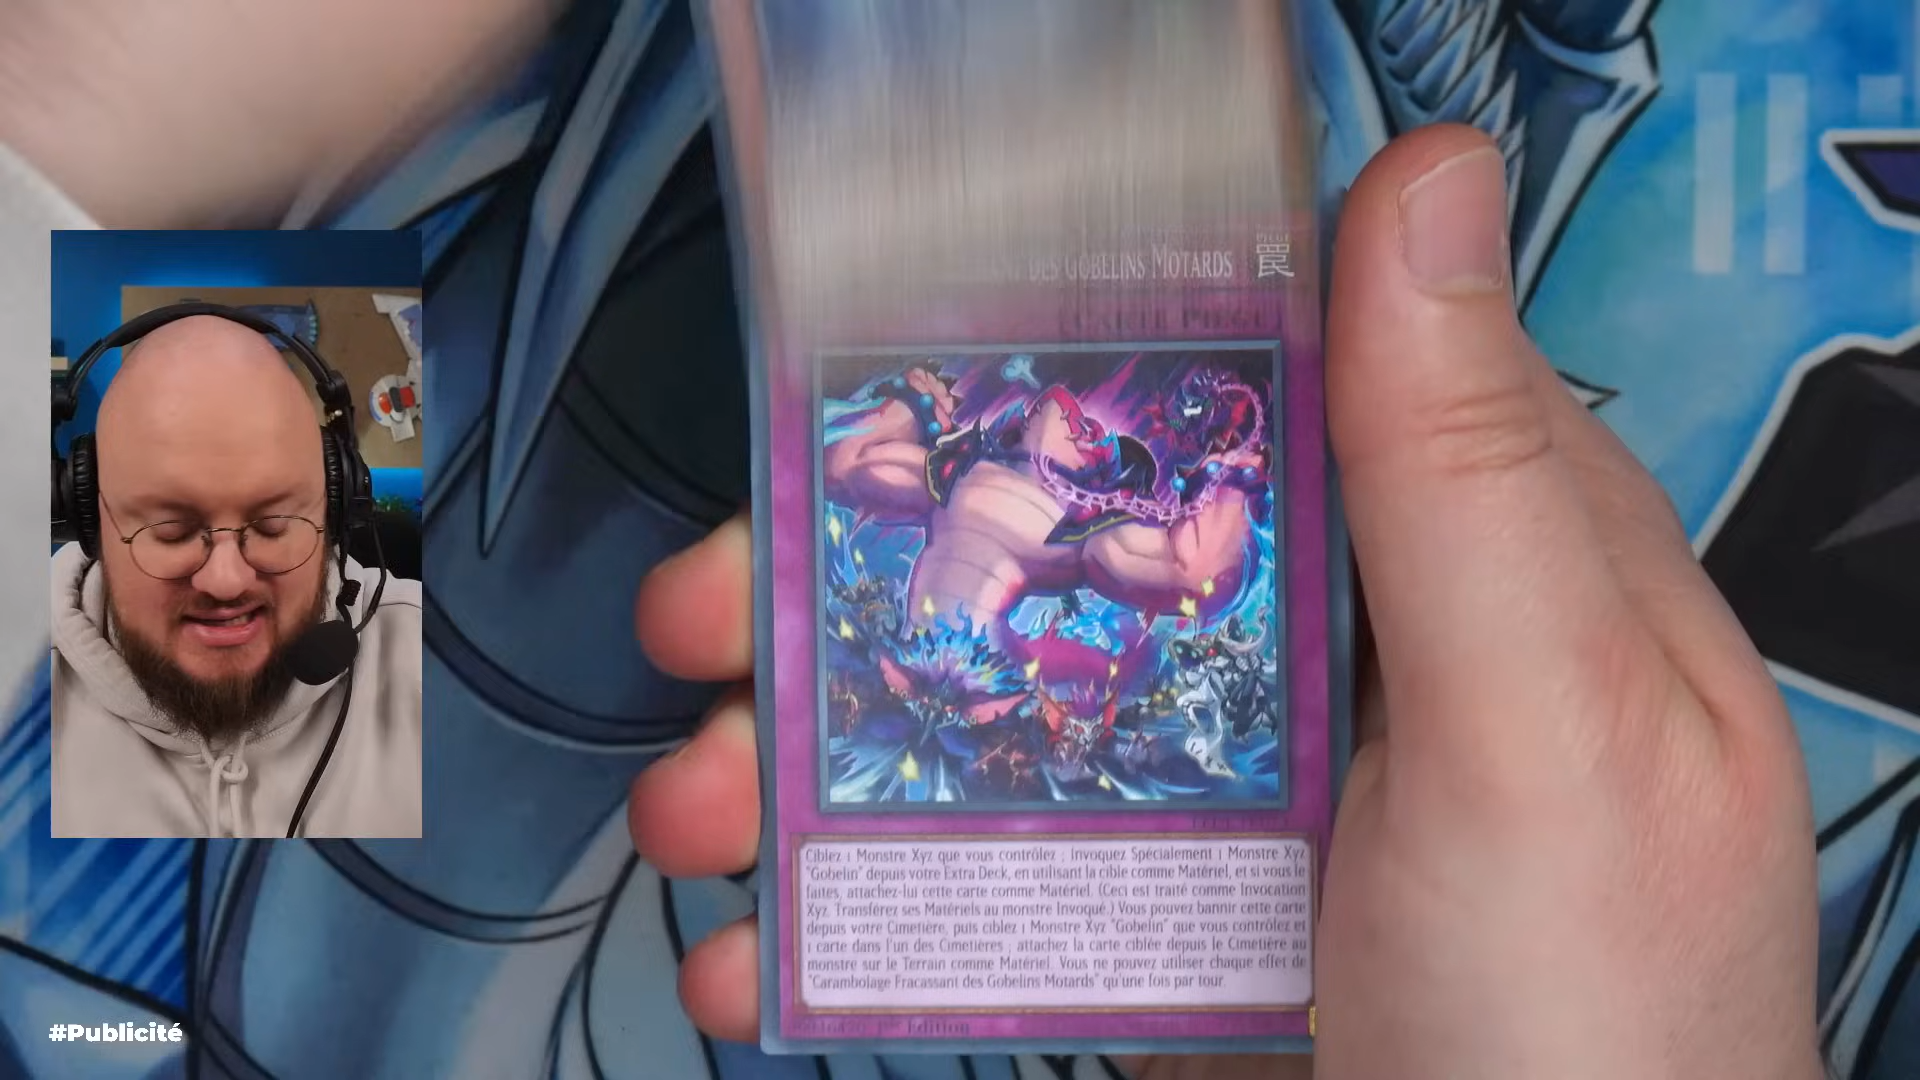 DES GOBELINS MOTARDS
Ciblez 1 Monstre Xyz que vous contrôlez ; Invoquez Spécialement 1 Monstre Xyz
"Gobelin" depuis votre Extra Deck, en utilisant la cible comme Matériel, et si vous le
faites, attachez-lui cette carte comme Matériel. (Ceci est traité comme Invocation
Xyz. Transférez ses Matériels au monstre Invoqué.) Vous pouvez bannir cette carte
depuis votre Cimetière, puis ciblez 1 Monstre Xyz "Gobelin" que vous contrôlez et
1 carte dans l'un des Cimetières ; attachez la carte ciblée depuis le Cimetière au
monstre sur le Terrain comme Matériel. Vous ne pouvez utiliser chaque effet de
"Carambolage Fracassant des Gobelins Motards" qu'une fois par tour.
Edition
#Publicité